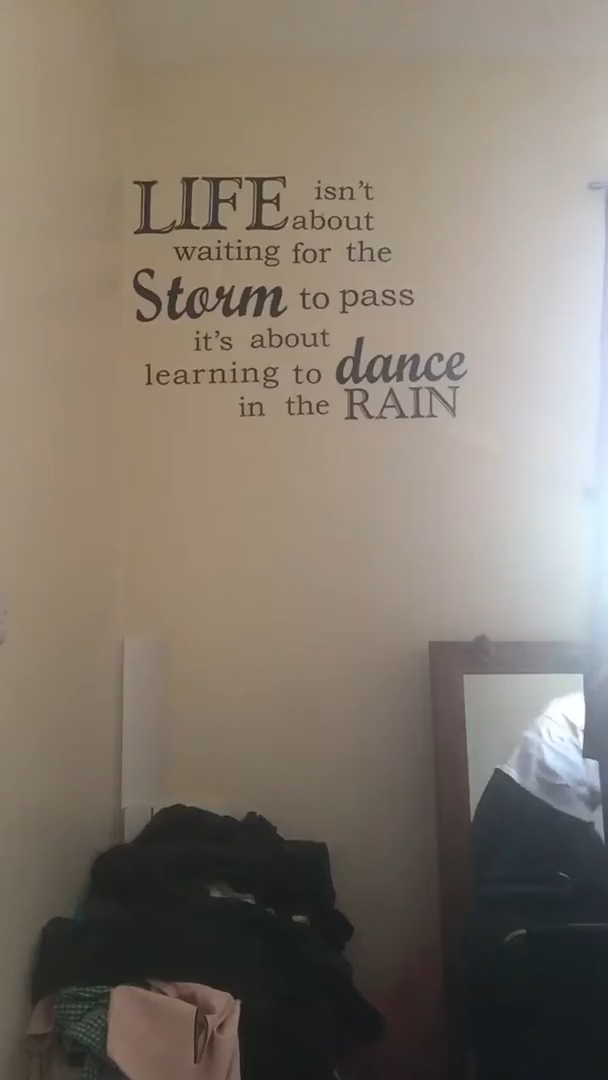 LIFE isn't
about
waiting for the
Storm to pass
it's about
learning to dance
in the RAIN